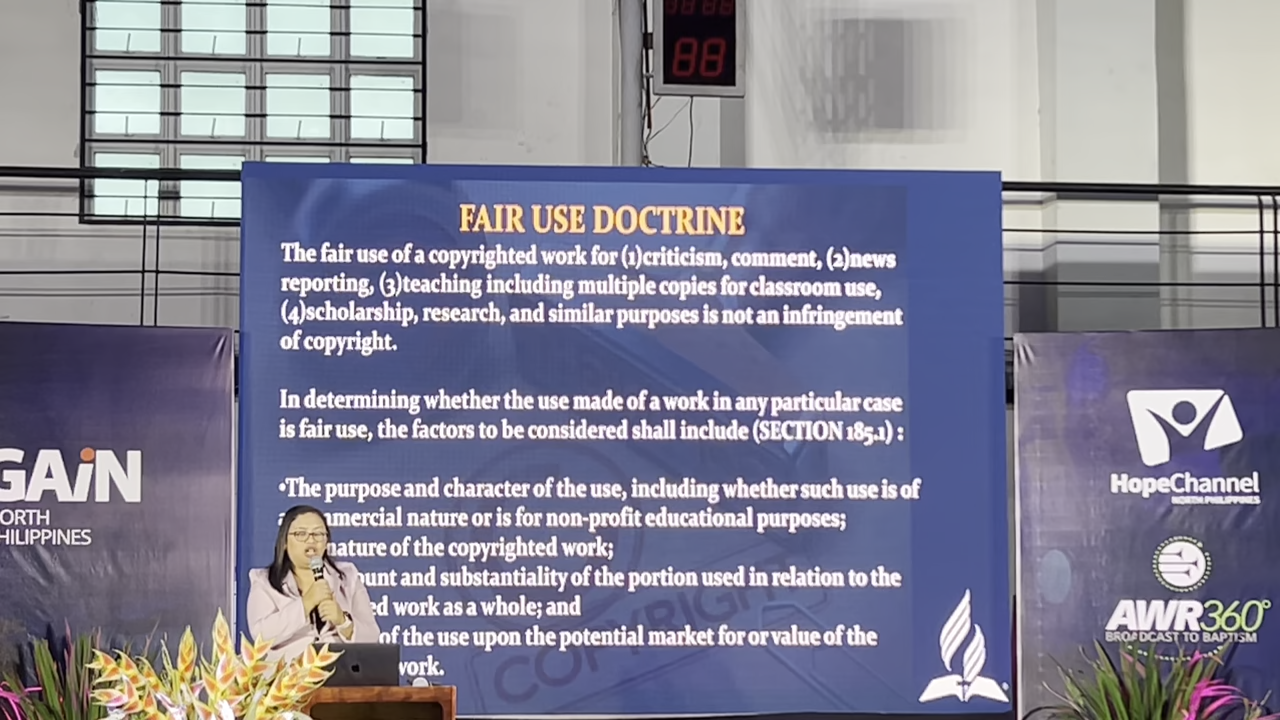 88
FAIR USE DOCTRINE
The fair use of a copyrighted work for (1)criticism, comment, (2)news
reporting, (3)teaching including multiple copies for classroom use,
(4)scholarship, research, and similar purposes is not an infringement
of copyright.
In determining whether the use made of a work in any particular case
is fair use, the factors to be considered shall include (SECTION 185.1) :
•The purpose and character of the use, including whether such use is of
nature or is for non-profit educational purposes;
nature of the copyrighted work;
and substantiality of the portion used in relation to the
work as a whole; and
of the use upon the potential market for or value of the
work.
COPYRIGHT
GAiN
ORTH
HILIPPINES
HopeChannel
NORTH PHILIPPINES
AWR360°
BROADCAST TO BAPTISM